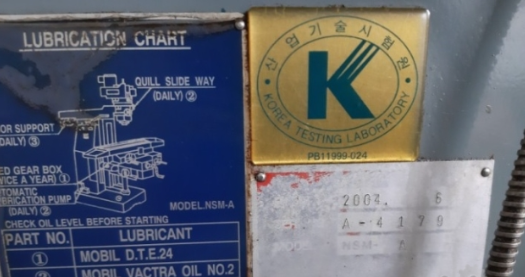 LUBRICATION CHART
QUILL SLIDE WAY
(DAILY) ②
OR SUPPORT
(DAILY) ③
ED GEAR BOX
ICE A YEAR) ①
TOMATIC
BRICATION PUMP
(DAILY) ②
MODEL.NSM-A
CHECK OIL LEVEL BEFORE STARTING
PART NO. LUBRICANT
① MOBIL D.T.E.24
② MOBIL VACTRA OIL NO.2
산업기술시험원
K
KOREA TESTING LABORATORY
PB11999-024
2004. 6
A-4179
NSM-